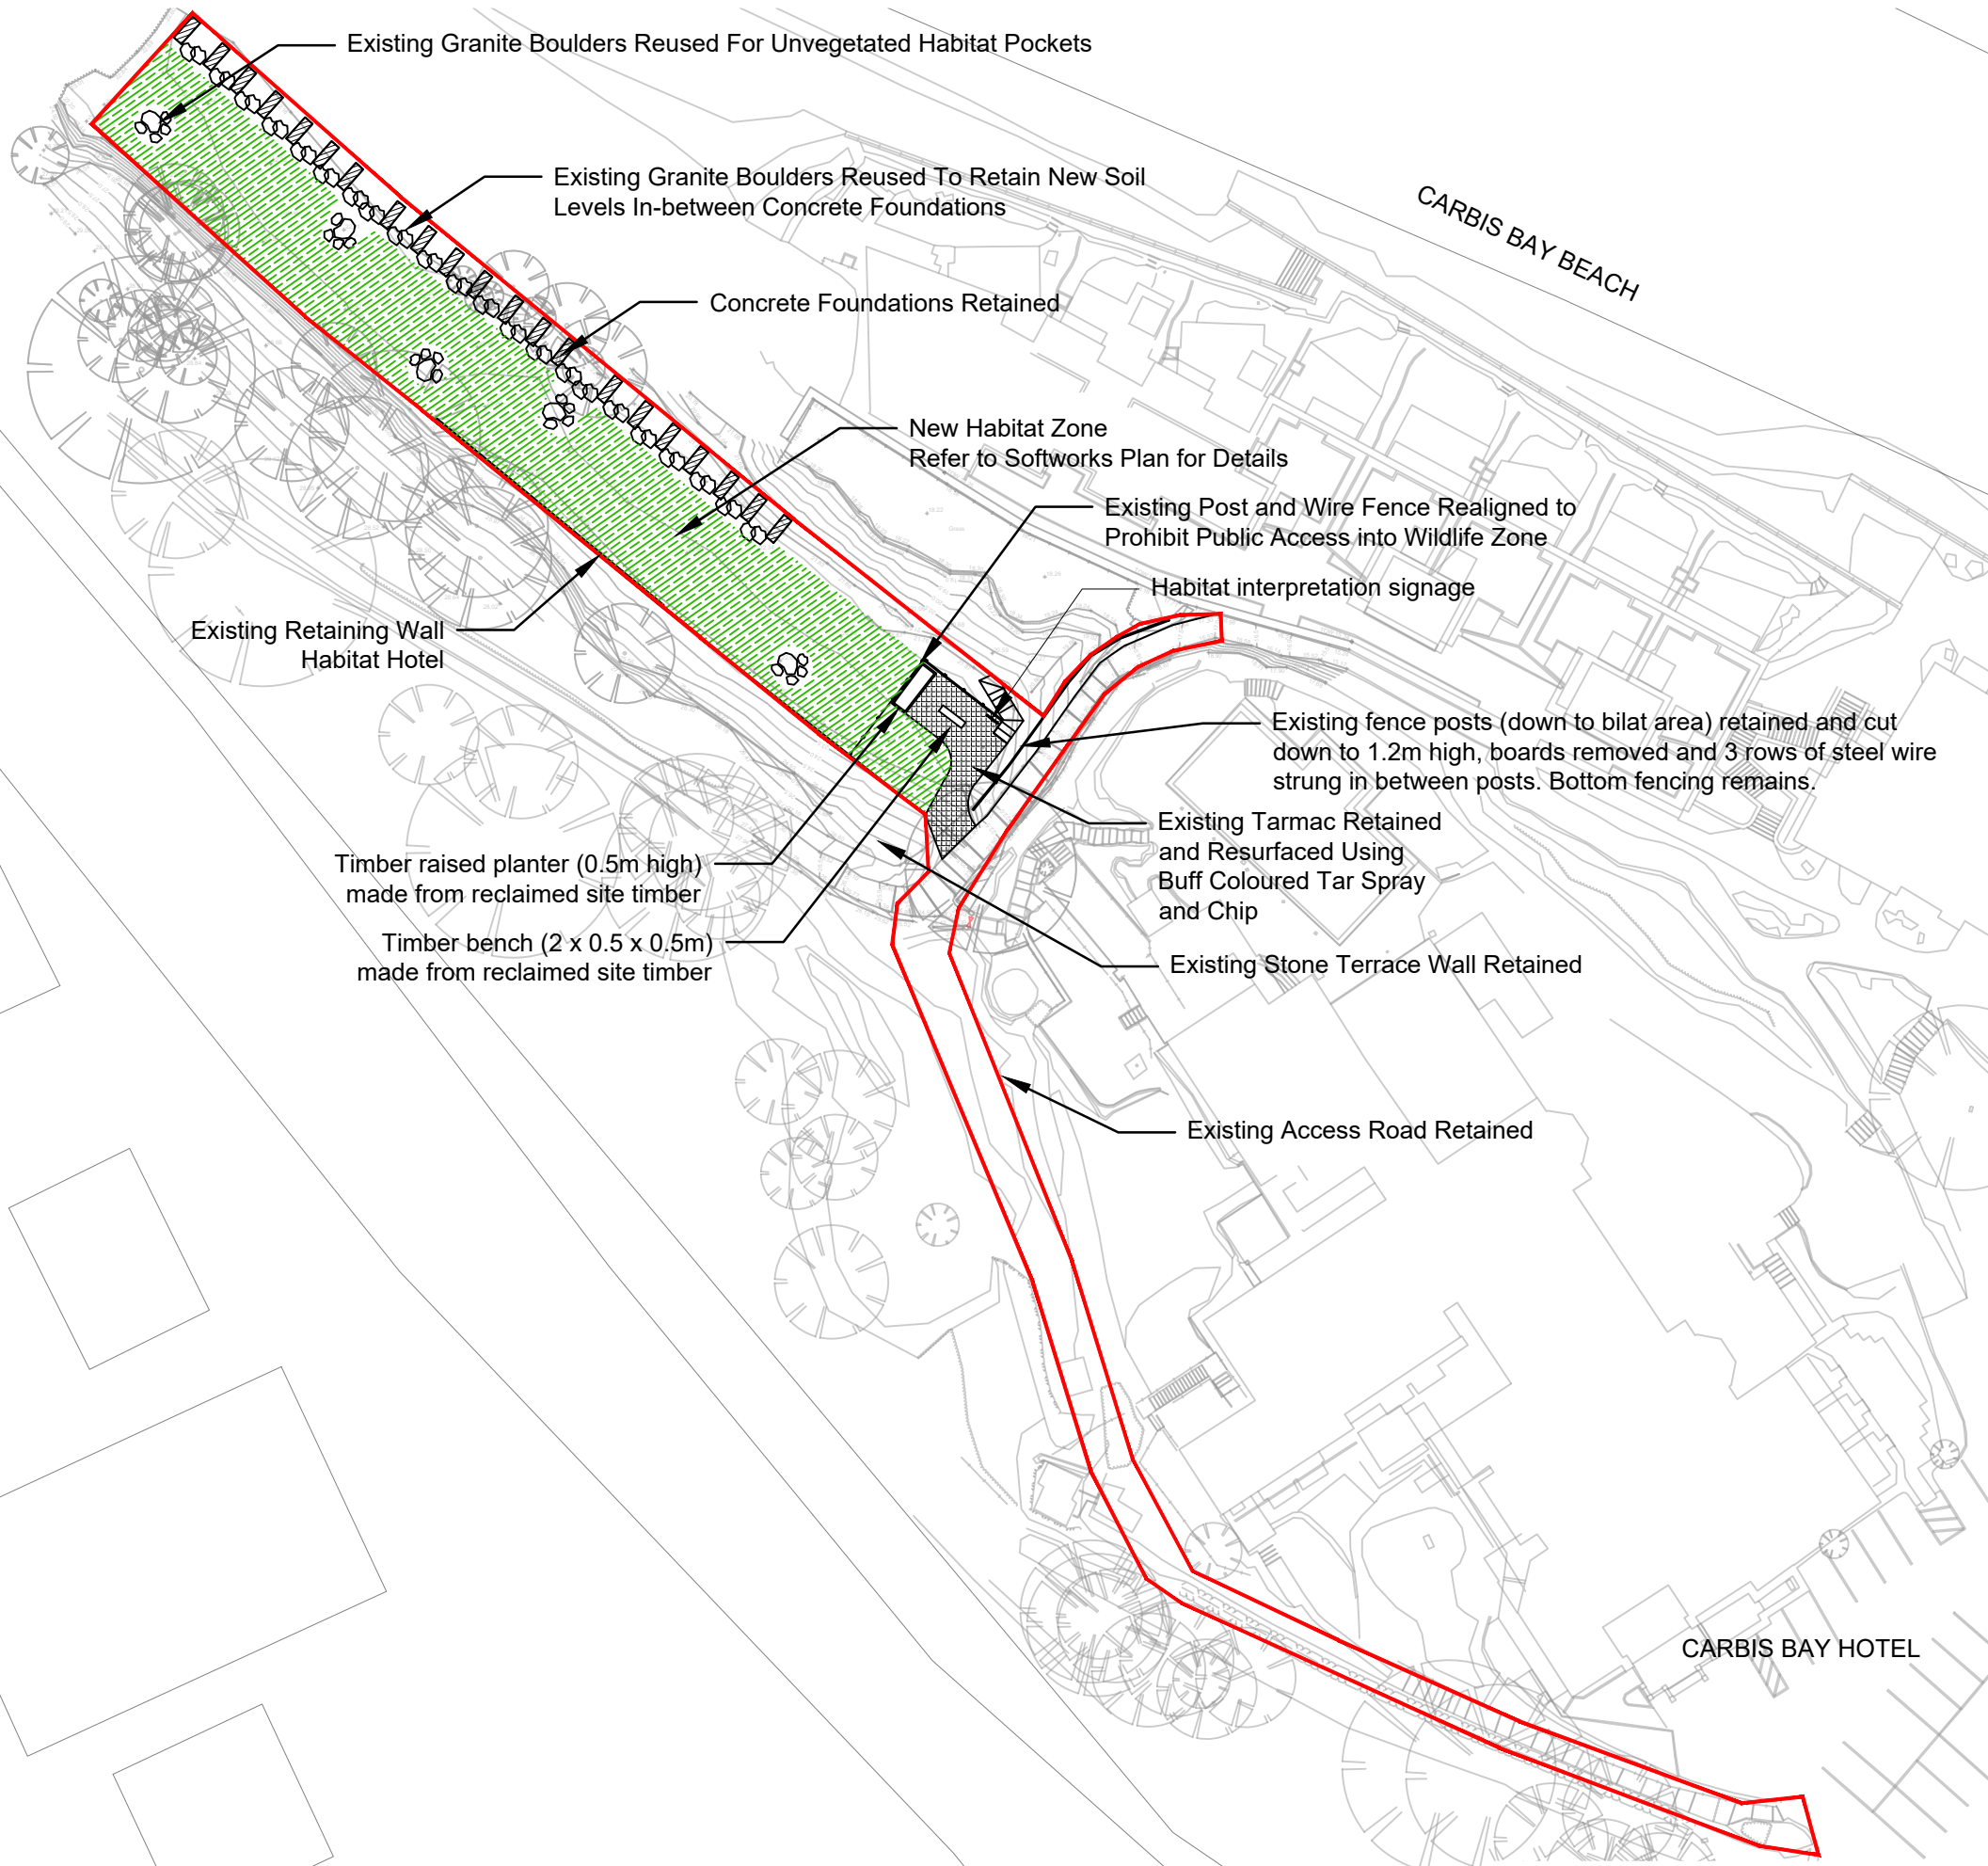 Existing Granite Boulders Reused For Unvegetated Habitat Pockets
Existing Granite Boulders Reused To Retain New Soil
Levels In-between Concrete Foundations
CARBIS BAY BEACH
Concrete Foundations Retained
New Habitat Zone
Refer to Softworks Plan for Details
Existing Post and Wire Fence Realigned to
Prohibit Public Access into Wildlife Zone
Habitat interpretation signage
Existing Retaining Wall
Habitat Hotel
Existing fence posts (down to bilat area) retained and cut
down to 1.2m high, boards removed and 3 rows of steel wire
strung in between posts. Bottom fencing remains.
Existing Tarmac Retained
and Resurfaced Using
Buff Coloured Tar Spray
and Chip
Timber raised planter (0.5m high)
made from reclaimed site timber
Timber bench (2 x 0.5 x 0.5m)
made from reclaimed site timber
Existing Stone Terrace Wall Retained
Existing Access Road Retained
CARBIS BAY HOTEL